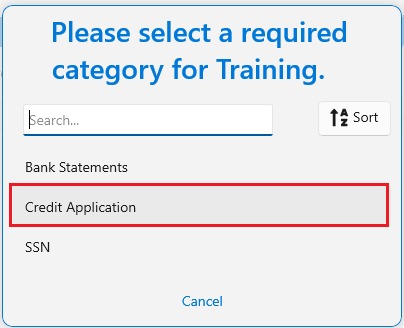 Please select a required
category for Training.
Search...
Sort
Bank Statements
Credit Application
SSN
Cancel